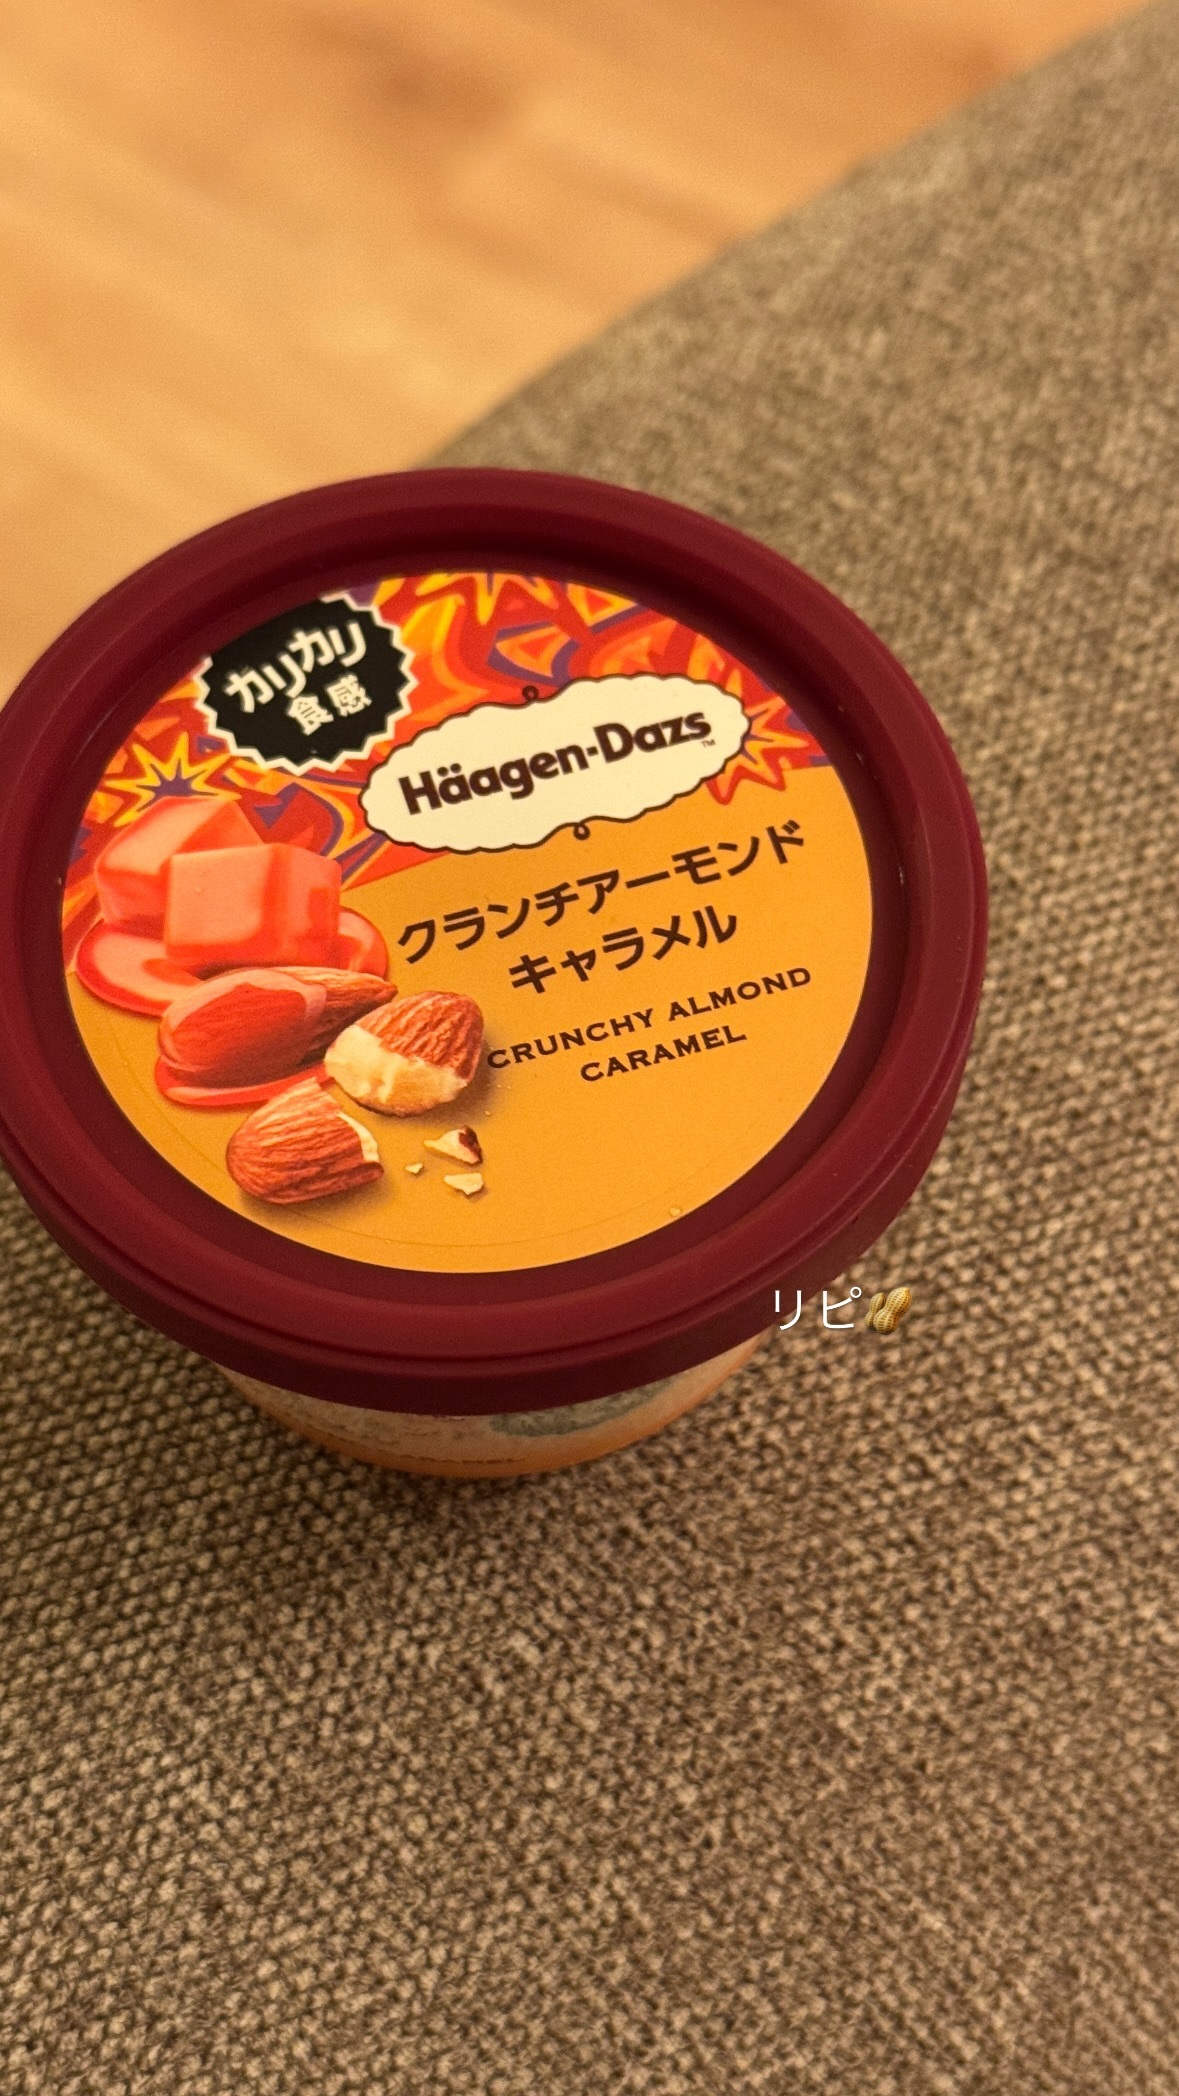 カリカリ
食感
Häagen-Dazs™
クランチアーモンド
キャラメル
CRUNCHY ALMOND
CARAMEL
リピ🥜